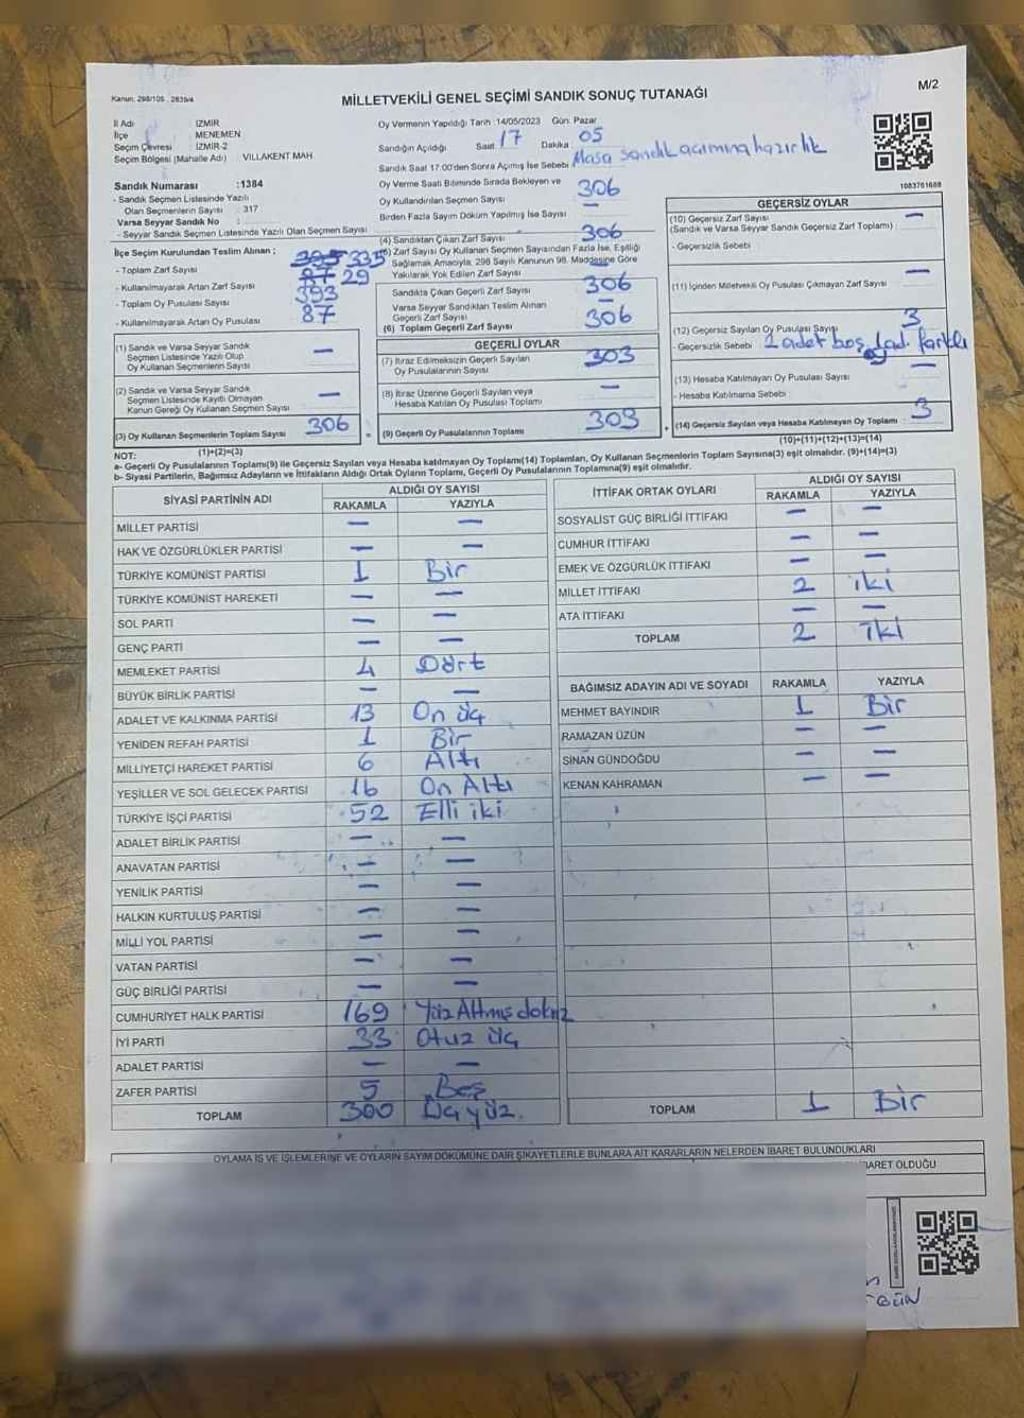 Kanun: 298/105 , 2839/4
MİLLETVEKİLİ GENEL SEÇİMİ SANDIK SONUÇ TUTANAĞI
M/2
İl Adı : İZMİR
İlçe MENEMEN
Seçim Çevresi : İZMİR-2
Seçim Bölgesi (Mahalle Adı) VİLLAKENT MAH
Oy Vermenin Yapıldığı Tarih :14/05/2023 Gün: Pazar
Sandığın Açıldığı Saat 17 Dakika 05
Sandık Saat 17:00'den Sonra Açılmış İse Sebebi Masa sandık açımına hazırlık
Oy Verme Saati Bitiminde Sırada Bekleyen ve
Oy Kullandırılan Seçmen Sayısı 306
Birden Fazla Sayım Döküm Yapılmış İse Sayısı —
1083761688
Sandık Numarası :1384
- Sandık Seçmen Listesinde Yazılı
Olan Seçmenlerin Sayısı : 317
Varsa Seyyar Sandık No :
- Seyyar Sandık Seçmen Listesinde Yazılı Olan Seçmen Sayısı
İlçe Seçim Kurulundan Teslim Alınan ;
- Toplam Zarf Sayısı 335
- Kullanılmayarak Artan Zarf Sayısı 87 29
- Toplam Oy Pusulası Sayısı 393
- Kullanılmayarak Artan Oy Pusulası 87
(4) Sandıktan Çıkan Zarf Sayısı 306
(5) Zarf Sayısı Oy Kullanan Seçmen Sayısından Fazla İse, Eşitliği
Sağlamak Amacıyla, 298 Sayılı Kanunun 98. Maddesine Göre
Yakılarak Yok Edilen Zarf Sayısı —
Sandıkta Çıkan Geçerli Zarf Sayısı 306
Varsa Seyyar Sandıktan Teslim Alınan
Geçerli Zarf Sayısı —
(6) Toplam Geçerli Zarf Sayısı 306
GEÇERSİZ OYLAR
(10) Geçersiz Zarf Sayısı —
(Sandık ve Varsa Seyyar Sandık Geçersiz Zarf Toplamı)
- Geçersizlik Sebebi
(11) İçinden Milletvekili Oy Pusulası Çıkmayan Zarf Sayısı —
(12) Geçersiz Sayılan Oy Pusulası Sayısı 3
- Geçersizlik Sebebi 2 adet boş, 1 ad. farklı
oy
(13) Hesaba Katılmayan Oy Pusulası Sayısı
- Hesaba Katılmama Sebebi
(14) Geçersiz Sayılan veya Hesaba Katılmayan Oy Toplamı 3
(10)+(11)+(12)+(13)=(14)
(1) Sandık ve Varsa Seyyar Sandık
Seçmen Listesinde Yazılı Olup
Oy Kullanan Seçmenlerin Sayısı —
(2) Sandık ve Varsa Seyyar Sandık
Seçmen Listesinde Kayıtlı Olmayan
Kanun Gereği Oy Kullanan Seçmen Sayısı —
(3) Oy Kullanan Seçmenlerin Toplam Sayısı 306
(1)+(2)=(3)
GEÇERLİ OYLAR
(7) İtiraz Edilmeksizin Geçerli Sayılan
Oy Pusulalarının Sayısı 303
(8) İtiraz Üzerine Geçerli Sayılan veya
Hesaba Katılan Oy Pusulası Toplamı —
(9) Geçerli Oy Pusulalarının Toplamı 303
NOT:
a- Geçerli Oy Pusulalarının Toplamı(9) ile Geçersiz Sayılan veya Hesaba katılmayan Oy Toplamı(14) Toplamları, Oy Kullanan Seçmenlerin Toplam Sayısına(3) eşit olmalıdır. (9)+(14)=(3)
b- Siyasi Partilerin, Bağımsız Adayların ve İttifakların Aldığı Ortak Oyların Toplamı, Geçerli Oy Pusulalarının Toplamına(9) eşit olmalıdır.
SİYASİ PARTİNİN ADI ALDIĞI OY SAYISI
RAKAMLA YAZIYLA
MİLLET PARTİSİ — —
HAK VE ÖZGÜRLÜKLER PARTİSİ — —
TÜRKİYE KOMÜNİST PARTİSİ 1 Bir
TÜRKİYE KOMÜNİST HAREKETİ — —
SOL PARTİ — —
GENÇ PARTİ — —
MEMLEKET PARTİSİ 4 Dört
BÜYÜK BİRLİK PARTİSİ — —
ADALET VE KALKINMA PARTİSİ 13 On üç
YENİDEN REFAH PARTİSİ 1 Bir
MİLLİYETÇİ HAREKET PARTİSİ 6 Altı
YEŞİLLER VE SOL GELECEK PARTİSİ 16 On Altı
TÜRKİYE İŞÇİ PARTİSİ 52 Elli iki
ADALET BİRLİK PARTİSİ — —
ANAVATAN PARTİSİ — —
YENİLİK PARTİSİ — —
HALKIN KURTULUŞ PARTİSİ — —
MİLLİ YOL PARTİSİ — —
VATAN PARTİSİ — —
GÜÇ BİRLİĞİ PARTİSİ — —
CUMHURİYET HALK PARTİSİ 169 Yüz Altmış dokuz
İYİ PARTİ 33 Otuz üç
ADALET PARTİSİ — —
ZAFER PARTİSİ 5 Beş
TOPLAM 300 Üçyüz.
İTTİFAK ORTAK OYLARI ALDIĞI OY SAYISI
RAKAMLA YAZIYLA
SOSYALİST GÜÇ BİRLİĞİ İTTİFAKI — —
CUMHUR İTTİFAKI — —
EMEK VE ÖZGÜRLÜK İTTİFAKI — —
MİLLET İTTİFAKI 2 iki
ATA İTTİFAKI — —
TOPLAM 2 İki
BAĞIMSIZ ADAYIN ADI VE SOYADI RAKAMLA YAZIYLA
MEHMET BAYINDIR 1 Bir
RAMAZAN ÜZÜN — —
SİNAN GÜNDOĞDU — —
KENAN KAHRAMAN — —
TOPLAM 1 Bir
OYLAMA İŞ VE İŞLEMLERİNE VE OYLARIN SAYIM DÖKÜMÜNE DAİR ŞİKAYETLERLE BUNLARA AİT KARARLARIN NELERDEN İBARET BULUNDUKLARI
BARET OLDUĞU